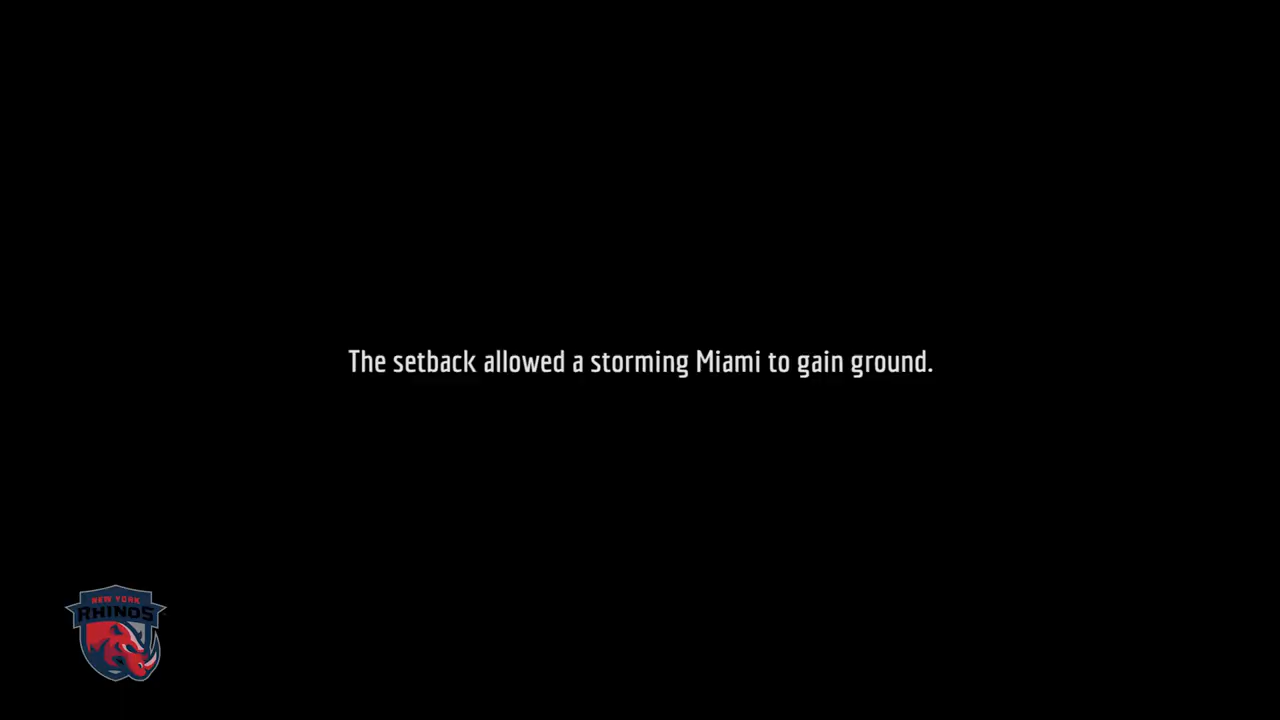 The setback allowed a storming Miami to gain ground.
NEW YORK
RHINOS